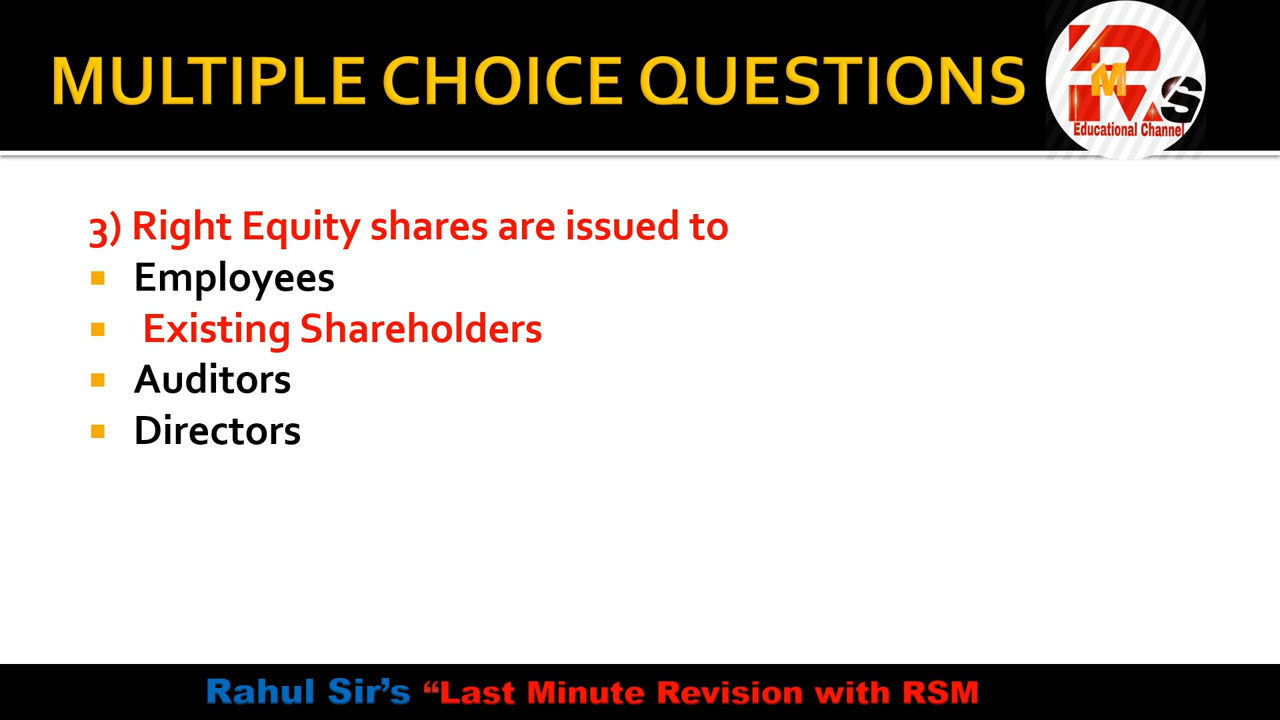 MULTIPLE CHOICE QUESTIONS
RMS
Educational Channel
3) Right Equity shares are issued to
Employees
Existing Shareholders
Auditors
Directors
Rahul Sir's “Last Minute Revision with RSM